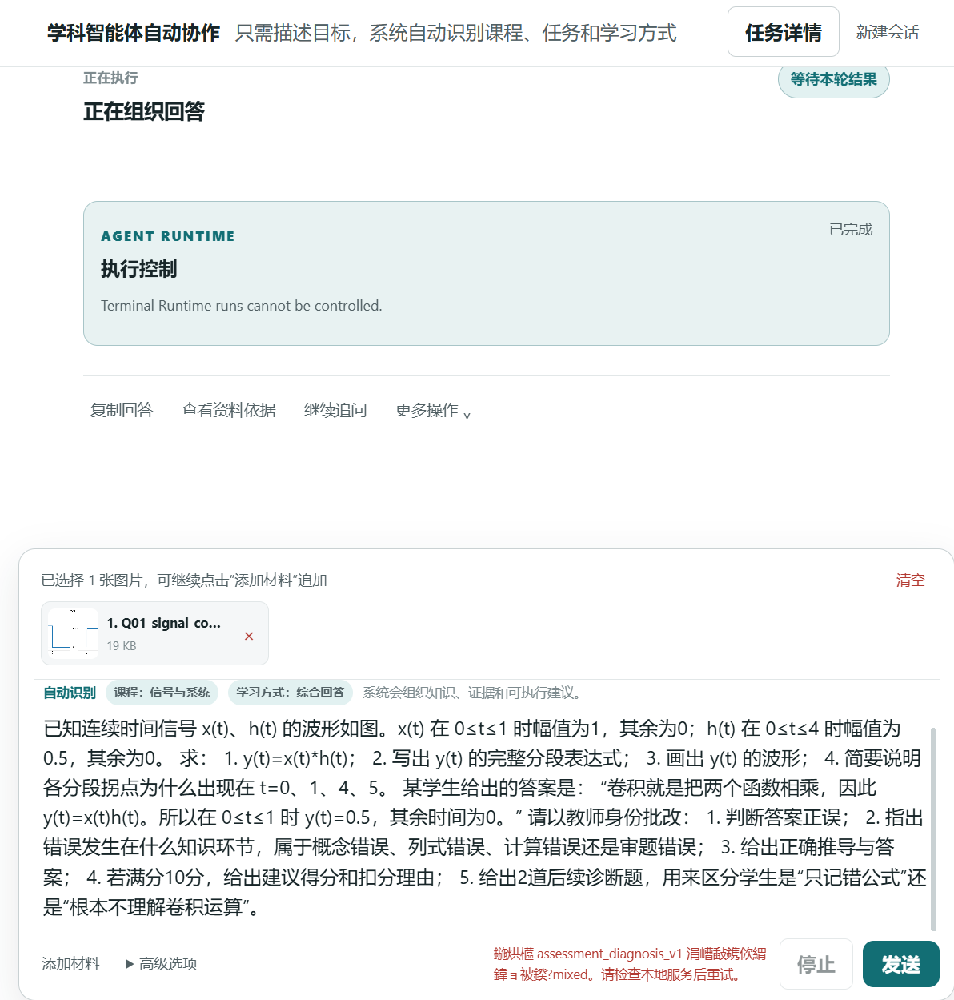 学科智能体自动协作 只需描述目标，系统自动识别课程、任务和学习方式 任务详情 新建会话
正在执行 等待本轮结果
正在组织回答
AGENT RUNTIME 已完成
执行控制
Terminal Runtime runs cannot be controlled.
复制回答 查看资料依据 继续追问 更多操作 ˅
已选择 1 张图片，可继续点击“添加材料”追加 清空
1. Q01_signal_co... ×
19 KB
自动识别 课程：信号与系统 学习方式：综合回答 系统会组织知识、证据和可执行建议。
已知连续时间信号 x(t)、h(t) 的波形如图。x(t) 在 0≤t≤1 时幅值为1，其余为0；h(t) 在 0≤t≤4 时幅值为
0.5，其余为0。 求： 1. y(t)=x(t)*h(t)； 2. 写出 y(t) 的完整分段表达式； 3. 画出 y(t) 的波形； 4. 简要说明
各分段拐点为什么出现在 t=0、1、4、5。 某学生给出的答案是： “卷积就是把两个函数相乘，因此
y(t)=x(t)h(t)。所以在 0≤t≤1 时 y(t)=0.5，其余时间为0。” 请以教师身份批改： 1. 判断答案正误； 2. 指出
错误发生在什么知识环节，属于概念错误、列式错误、计算错误还是审题错误； 3. 给出正确推导与答
案； 4. 若满分10分，给出建议得分和扣分理由； 5. 给出2道后续诊断题，用来区分学生是“只记错公式”还
是“根本不理解卷积运算”。
添加材料 ▶ 高级选项
assessment_diagnosis_v1
?mixed。请检查本地服务后重试。
停止 发送